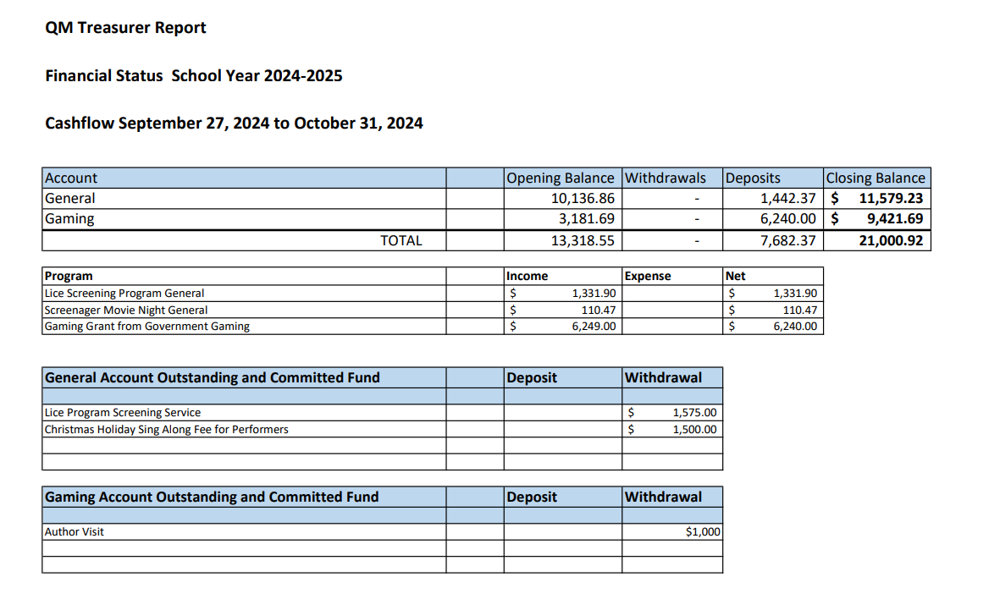 QM Treasurer Report
Financial Status  School Year 2024-2025
Cashflow September 27, 2024 to October 31, 2024
Account Opening Balance Withdrawals Deposits Closing Balance
General 10,136.86 - 1,442.37 $ 11,579.23
Gaming 3,181.69 - 6,240.00 $ 9,421.69
TOTAL 13,318.55 - 7,682.37 21,000.92
Program Income Expense Net
Lice Screening Program General $ 1,331.90 $ 1,331.90
Screenager Movie Night General $ 110.47 $ 110.47
Gaming Grant from Government Gaming $ 6,249.00 $ 6,240.00
General Account Outstanding and Committed Fund Deposit Withdrawal
Lice Program Screening Service $ 1,575.00
Christmas Holiday Sing Along Fee for Performers $ 1,500.00
Gaming Account Outstanding and Committed Fund Deposit Withdrawal
Author Visit $1,000